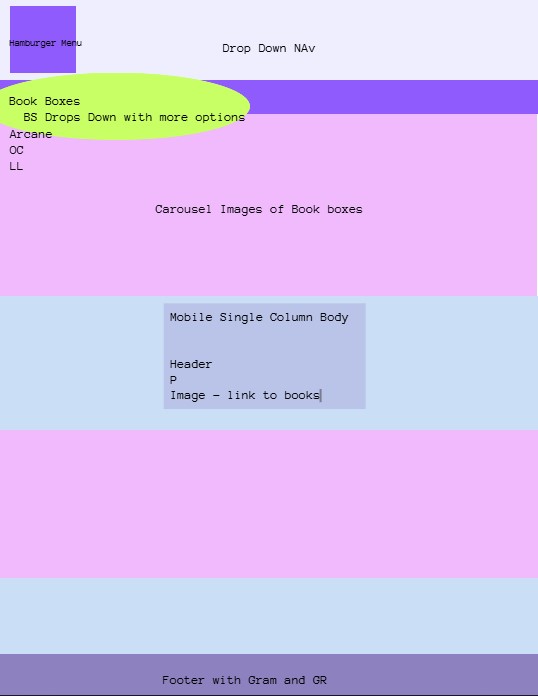 Hamburger Menu
Drop Down NAv
Book Boxes
BS Drops Down with more options
Arcane
OC
LL
Carousel Images of Book boxes
Mobile Single Column Body
Header
P
Image - link to books
Footer with Gram and GR